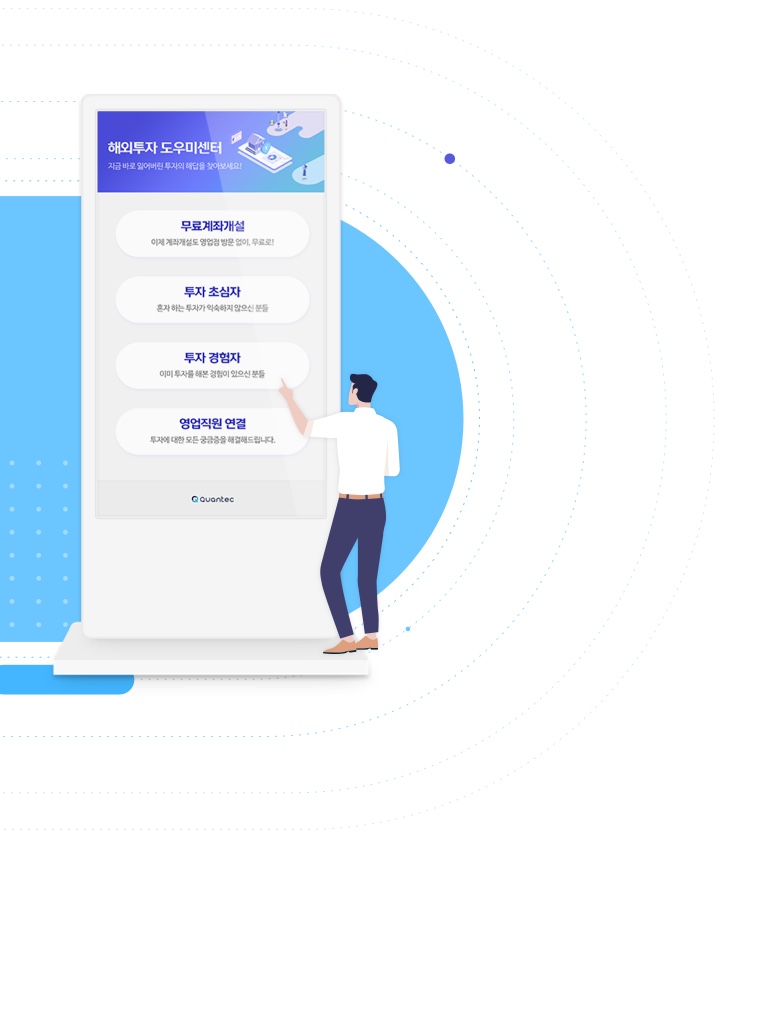 해외투자 도우미센터
지금 바로 잃어버린 투자의 해답을 찾아보세요!
무료계좌개설
이제 계좌개설도 영업점 방문 없이, 무료로!
투자 초심자
혼자 하는 투자가 익숙하지 않으신 분들
투자 경험자
이미 투자를 해본 경험이 있으신 분들
영업직원 연결
투자에 대한 모든 궁금증을 해결해드립니다.
Quantec